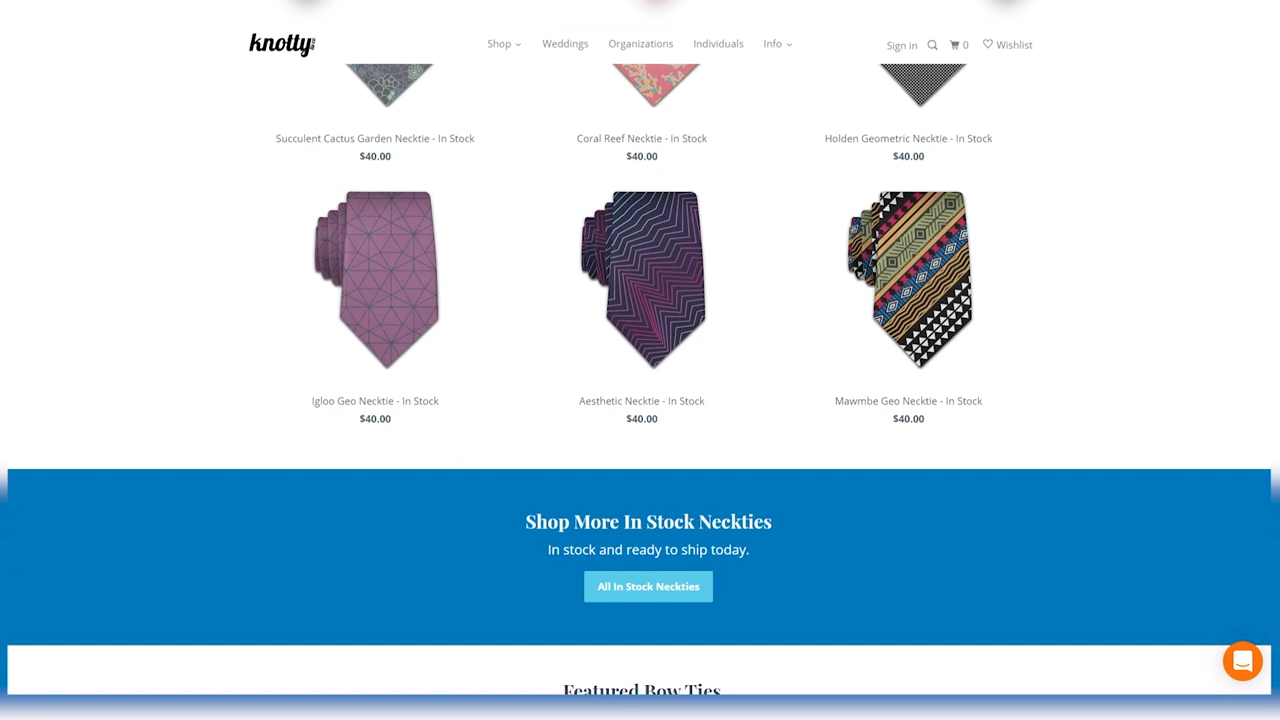 knotty
Shop Weddings Organizations Individuals Info Sign in 0 Wishlist
Succulent Cactus Garden Necktie - In Stock
$40.00
Coral Reef Necktie - In Stock
$40.00
Holden Geometric Necktie - In Stock
$40.00
Igloo Geo Necktie - In Stock
$40.00
Aesthetic Necktie - In Stock
$40.00
Mawmbe Geo Necktie - In Stock
$40.00
Shop More In Stock Neckties
In stock and ready to ship today.
All In Stock Neckties
Featured Bow Ties